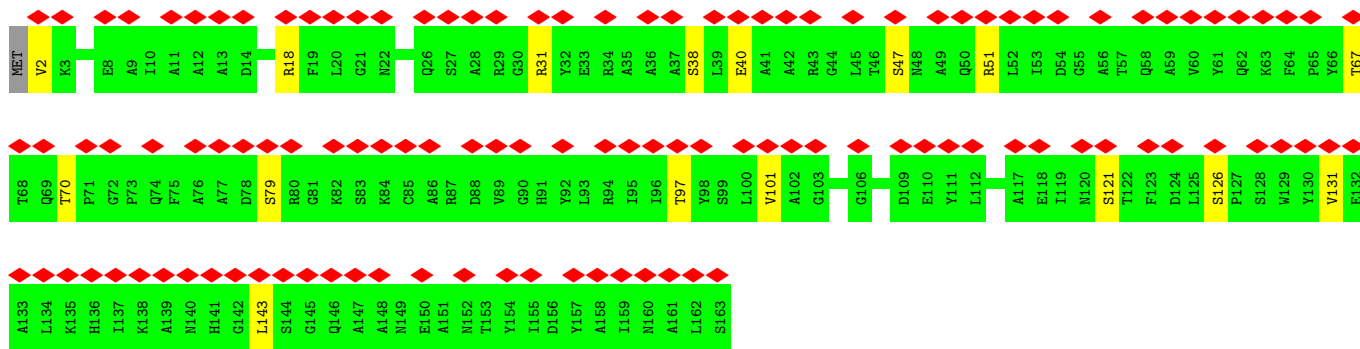 MET V2 K3 E8 A9 I10 A11 A12 A13 D14 R18 F19 L20 G21 N22 Q26 S27 A28 R29 G30 R31 Y32 E33 R34 A35 A36 A37 S38 L39 E40 A41 A42 R43 G44 L45 T46 S47 N48 A49 Q50 R51 L52 I53 D54 G55 A56 T57 Q58 A59 V60 Y61 Q62 K63 F64 P65 Y66 T67
T68 Q69 T70 P71 G72 P73 Q74 F75 A76 A77 D78 S79 R80 G81 K82 S83 K84 C85 A86 R87 D88 V89 G90 H91 Y92 L93 R94 I95 I96 T97 Y98 S99 L100 V101 A102 G103 G106 D109 E110 Y111 L112 A117 E118 I119 N120 S121 T122 F123 D124 L125 S126 P127 S128 W129 Y130 V131 E132
A133 L134 K135 H136 I137 K138 A139 N140 H141 G142 L143 S144 G145 Q146 A147 A148 N149 E150 A151 N152 T153 Y154 I155 D156 Y157 A158 I159 N160 A161 L162 S163